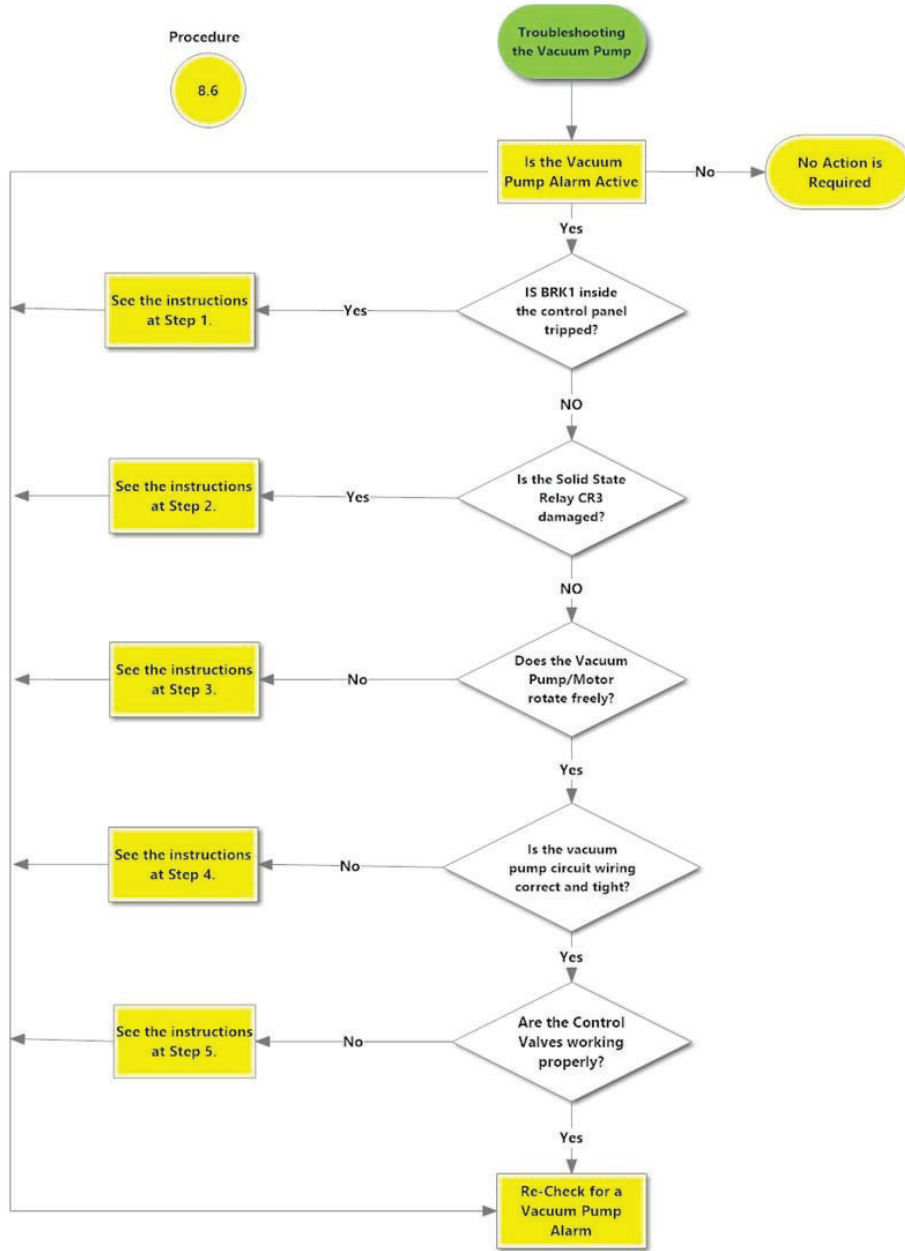 Procedure
8.6
Troubleshooting
the Vacuum Pump
Is the Vacuum
Pump Alarm Active
No
No Action is
Required
Yes
IS BRK1 inside
the control panel
tripped?
Yes
See the instructions
at Step 1.
NO
Is the Solid State
Relay CR3
damaged?
Yes
See the instructions
at Step 2.
NO
Does the Vacuum
Pump/Motor
rotate freely?
No
See the instructions
at Step 3.
Yes
Is the vacuum
pump circuit wiring
correct and tight?
No
See the instructions
at Step 4.
Yes
Are the Control
Valves working
properly?
No
See the instructions
at Step 5.
Yes
Re-Check for a
Vacuum Pump
Alarm